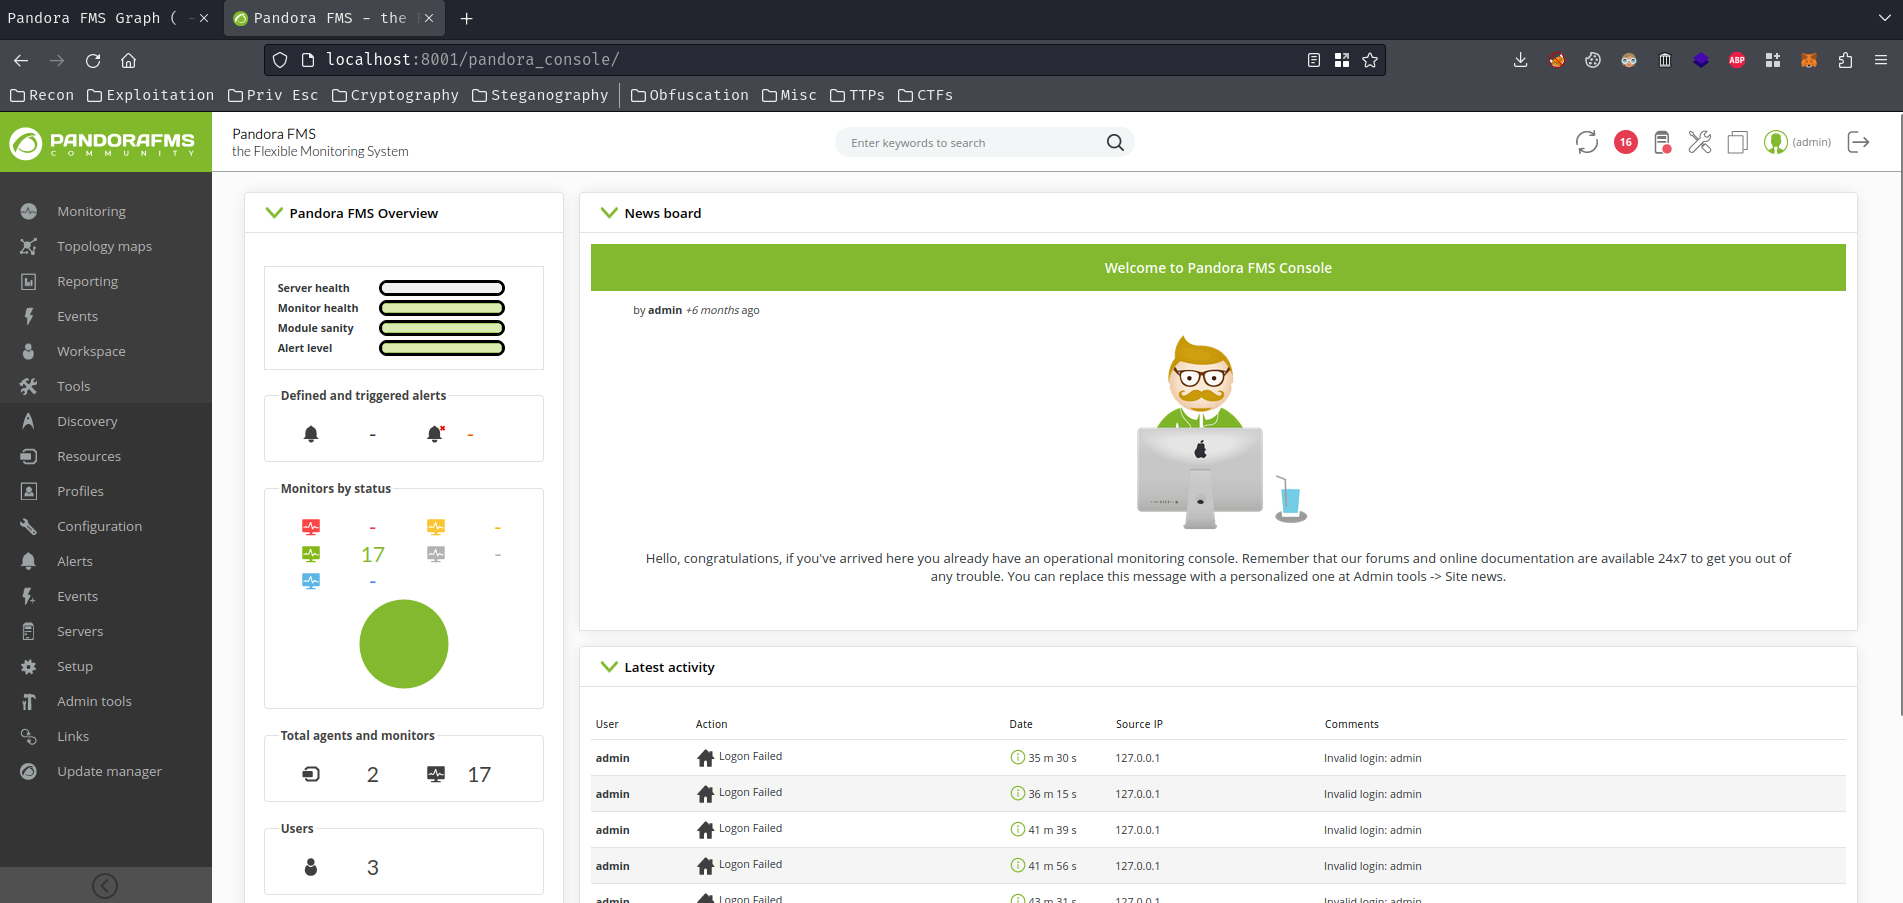 Pandora FMS Graph ( -
Pandora FMS – the
localhost:8001/pandora_console/
ABP
Recon Exploitation Priv Esc Cryptography Steganography Obfuscation Misc TTPs CTFs
PANDORAFMS
COMMUNITY
Pandora FMS
the Flexible Monitoring System
Enter keywords to search
16
(admin)
Monitoring
Topology maps
Reporting
Events
Workspace
Tools
Discovery
Resources
Profiles
Configuration
Alerts
Events
Servers
Setup
Admin tools
Links
Update manager
Pandora FMS Overview
Server health
Monitor health
Module sanity
Alert level
Defined and triggered alerts
- -
Monitors by status
- -
17 -
-
Total agents and monitors
2 17
Users
3
News board
Welcome to Pandora FMS Console
by admin +6 months ago
Hello, congratulations, if you've arrived here you already have an operational monitoring console. Remember that our forums and online documentation are available 24x7 to get you out of
any trouble. You can replace this message with a personalized one at Admin tools -> Site news.
Latest activity
User Action Date Source IP Comments
admin Logon Failed 35 m 30 s 127.0.0.1 Invalid login: admin
admin Logon Failed 36 m 15 s 127.0.0.1 Invalid login: admin
admin Logon Failed 41 m 39 s 127.0.0.1 Invalid login: admin
admin Logon Failed 41 m 56 s 127.0.0.1 Invalid login: admin
admin Logon Failed 43 m 31 s 127.0.0.1 Invalid login: admin